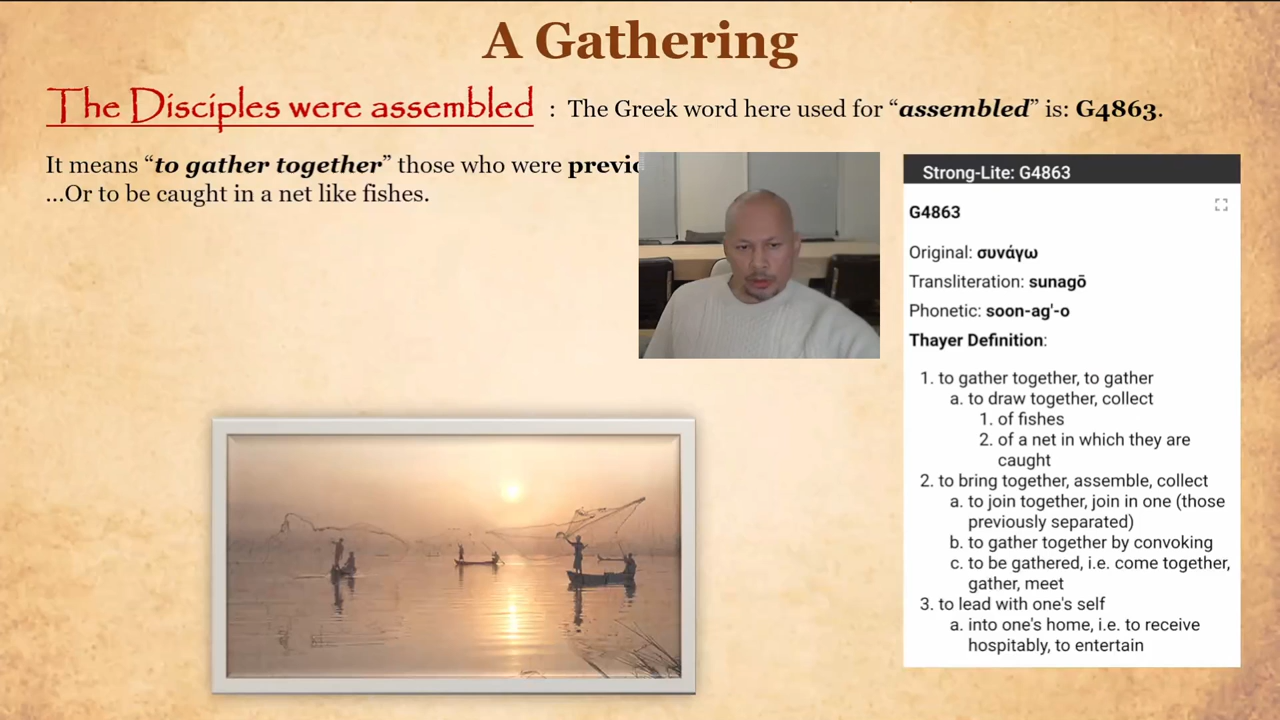 A Gathering
The Disciples were assembled : The Greek word here used for “assembled” is: G4863.
It means “to gather together” those who were
...Or to be caught in a net like fishes.
Strong-Lite: G4863
G4863
Original: συνάγω
Transliteration: sunagō
Phonetic: soon-ag'-o
Thayer Definition:
1. to gather together, to gather
a. to draw together, collect
1. of fishes
2. of a net in which they are
caught
2. to bring together, assemble, collect
a. to join together, join in one (those
previously separated)
b. to gather together by convoking
c. to be gathered, i.e. come together,
gather, meet
3. to lead with one's self
a. into one's home, i.e. to receive
hospitably, to entertain